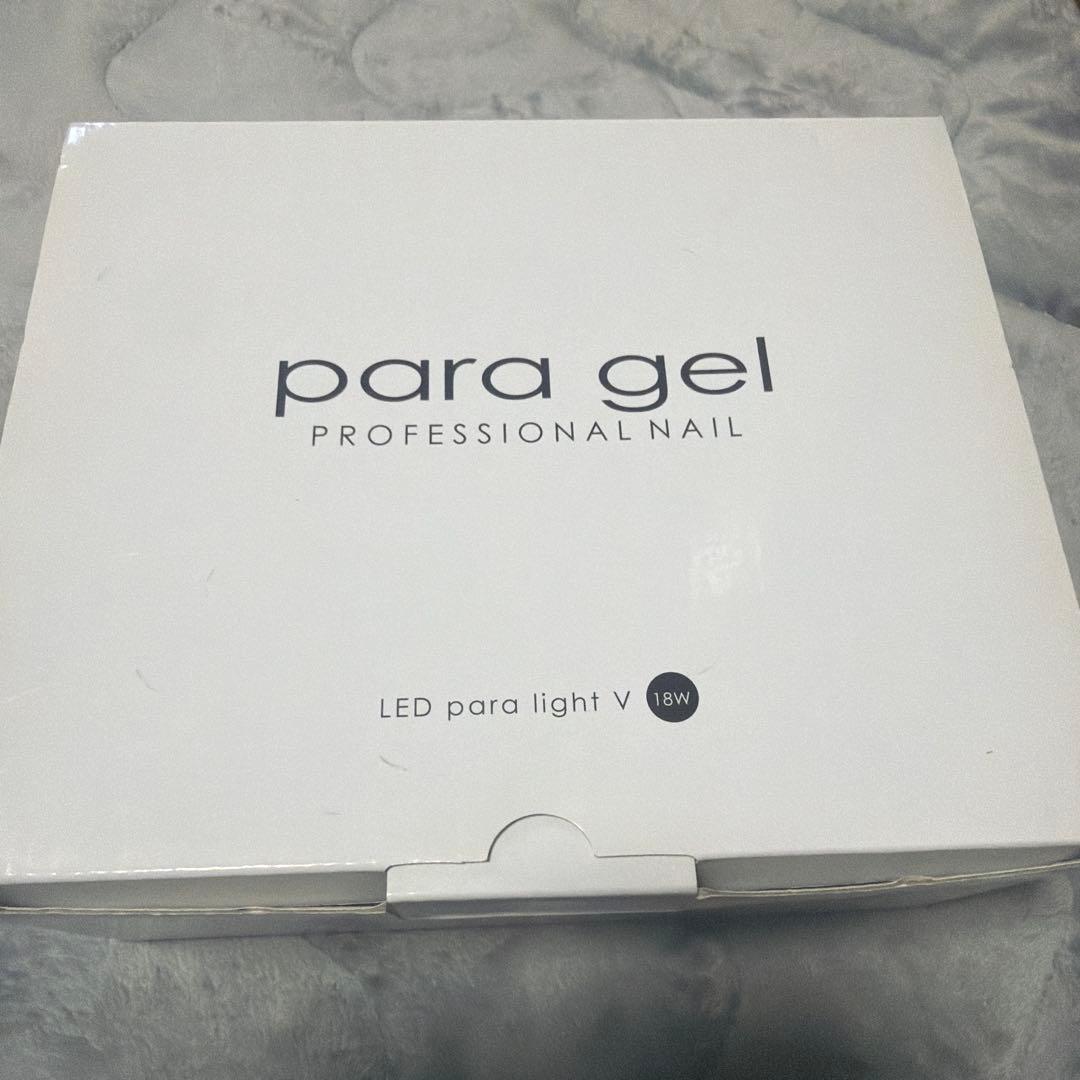 para gel
PROFESSIONAL NAIL
LED para light V 18W